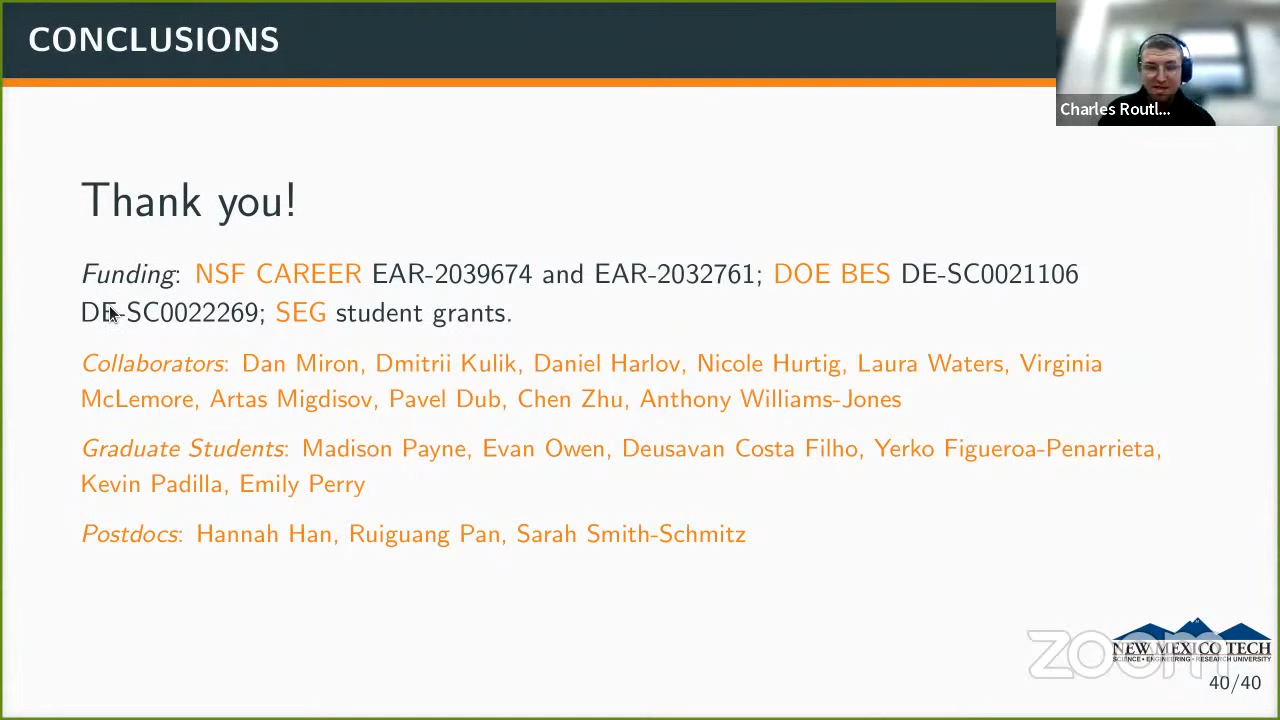 CONCLUSIONS
Charles Routl...
Thank you!
Funding: NSF CAREER EAR-2039674 and EAR-2032761; DOE BES DE-SC0021106
DE-SC0022269; SEG student grants.
Collaborators: Dan Miron, Dmitrii Kulik, Daniel Harlov, Nicole Hurtig, Laura Waters, Virginia
McLemore, Artas Migdisov, Pavel Dub, Chen Zhu, Anthony Williams-Jones
Graduate Students: Madison Payne, Evan Owen, Deusavan Costa Filho, Yerko Figueroa-Penarrieta,
Kevin Padilla, Emily Perry
Postdocs: Hannah Han, Ruiguang Pan, Sarah Smith-Schmitz
zoom
NEW MEXICO TECH
SCIENCE • ENGINEERING • RESEARCH UNIVERSITY
40/40